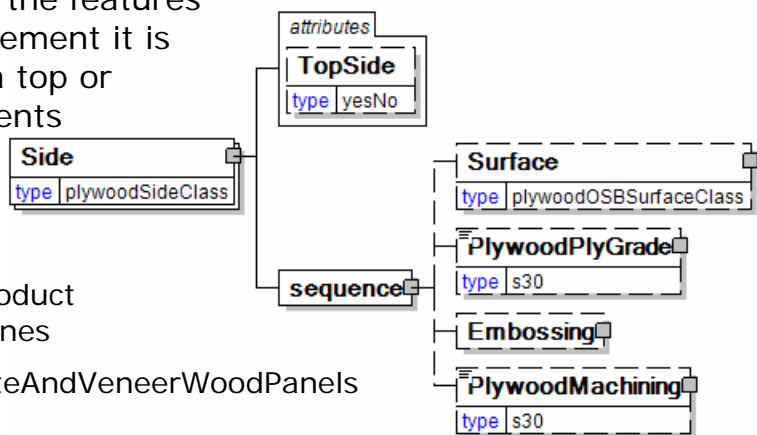 the features
ement it is
a top or
ents
attributes
TopSide
type yesNo
Side
type plywoodSideClass
sequence
Surface
type plywoodOSBSurfaceClass
PlywoodPlyGrade
type s30
Embossing
PlywoodMachining
type s30
oduct
nes
teAndVeneerWoodPanels